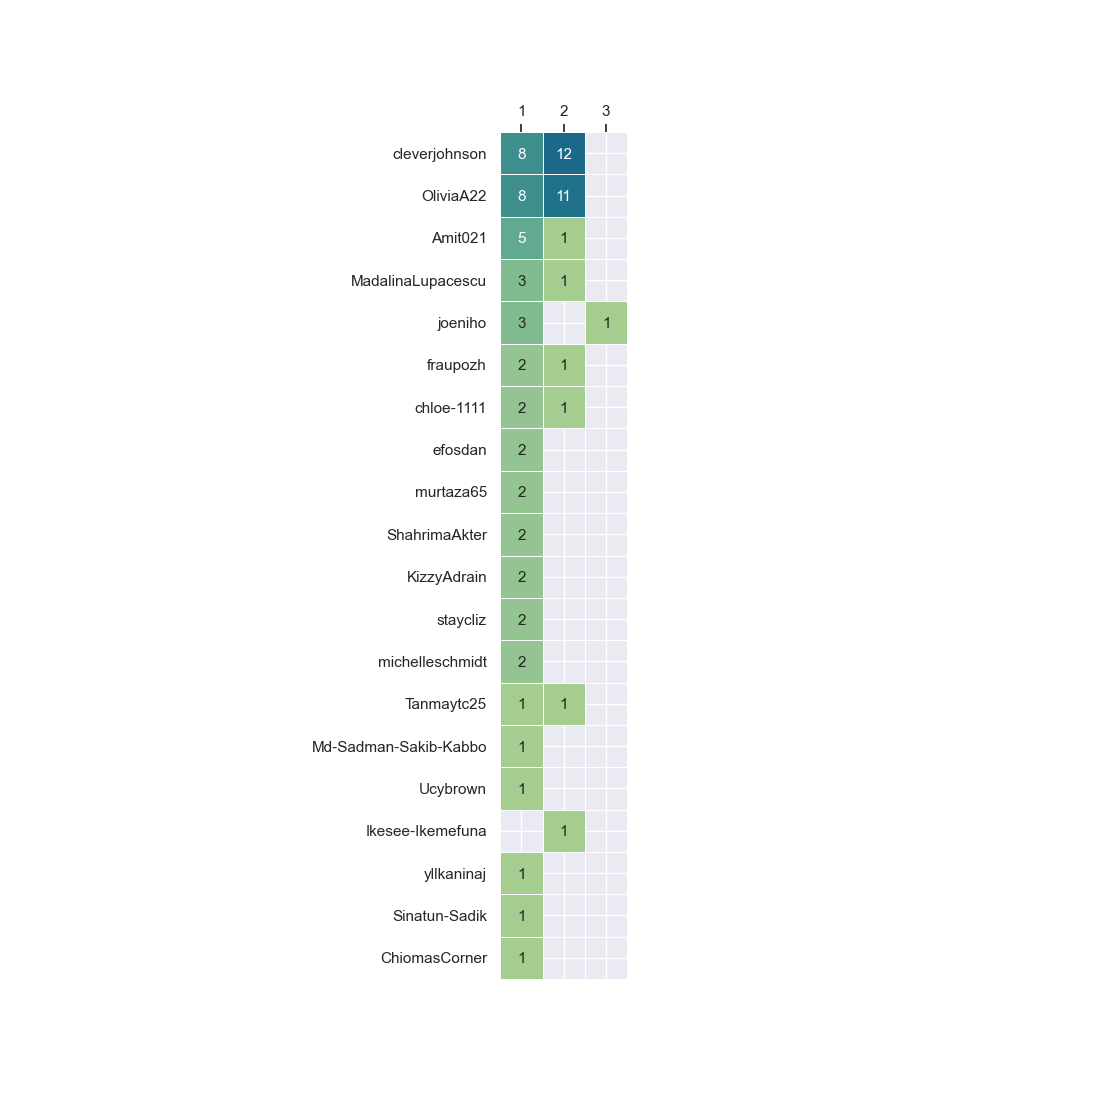 1 2 3
cleverjohnson 8 12
OliviaA22 8 11
Amit021 5 1
MadalinaLupacescu 3 1
joeniho 3 1
fraupozh 2 1
chloe-1111 2 1
efosdan 2
murtaza65 2
ShahrimaAkter 2
KizzyAdrain 2
staycliz 2
michelleschmidt 2
Tanmaytc25 1 1
Md-Sadman-Sakib-Kabbo 1
Ucybrown 1
Ikesee-Ikemefuna 1
yllkaninaj 1
Sinatun-Sadik 1
ChiomasCorner 1